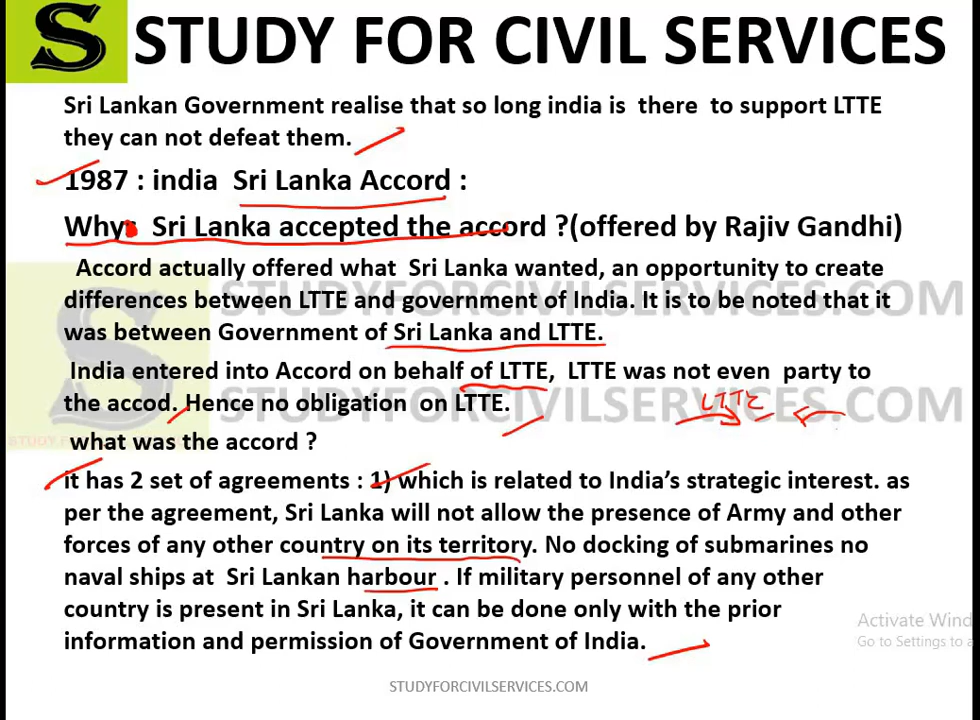 S STUDY FOR CIVIL SERVICES
Sri Lankan Government realise that so long india is there to support LTTE
they can not defeat them.
1987 : india Sri Lanka Accord :
Why Sri Lanka accepted the accord ?(offered by Rajiv Gandhi)
Accord actually offered what Sri Lanka wanted, an opportunity to create
differences between LTTE and government of India. It is to be noted that it
was between Government of Sri Lanka and LTTE.
India entered into Accord on behalf of LTTE, LTTE was not even party to
the accod. Hence no obligation on LTTE.
LTTE
what was the accord ?
it has 2 set of agreements : 1) which is related to India's strategic interest. as
per the agreement, Sri Lanka will not allow the presence of Army and other
forces of any other country on its territory. No docking of submarines no
naval ships at Sri Lankan harbour . If military personnel of any other
country is present in Sri Lanka, it can be done only with the prior
information and permission of Government of India.
STUDYFORCIVILSERVICES.COM
STUDYFORCIVILSERVICES.COM
Activate Wind
Go to Settings to a
STUDYFORCIVILSERVICES.COM